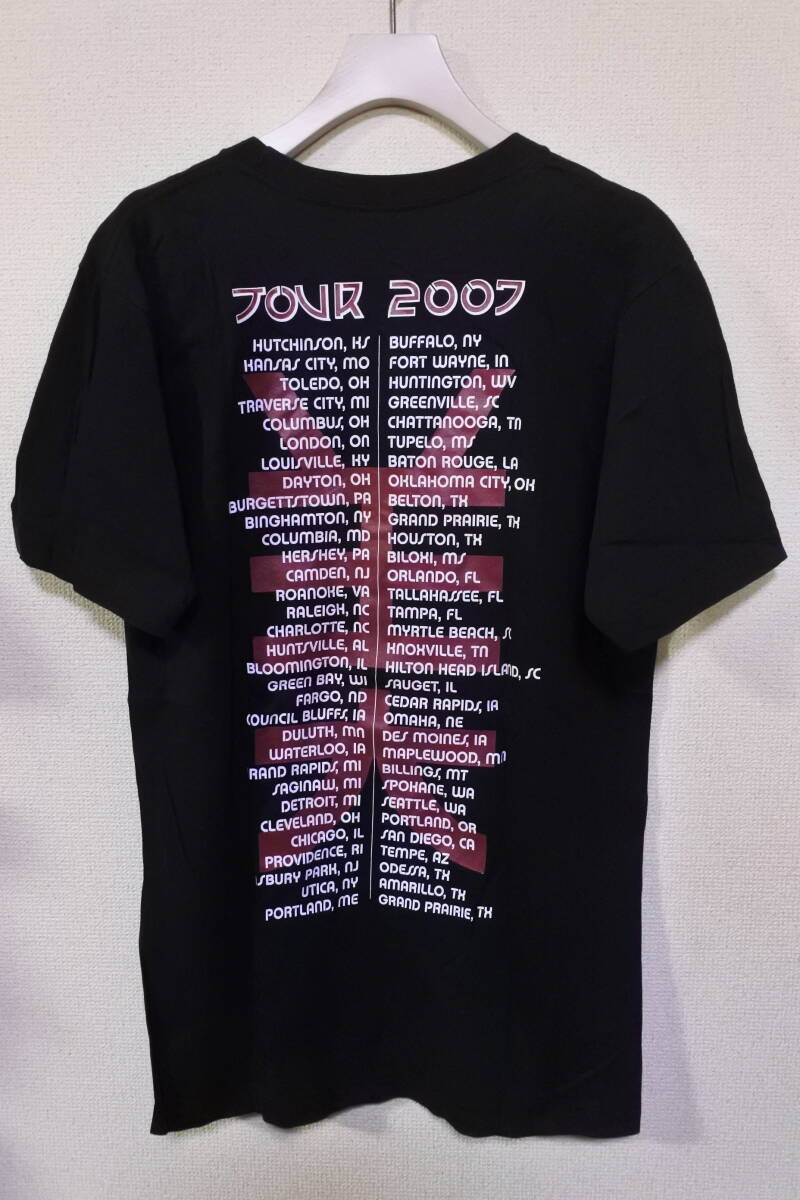 TOUR 2007
HUTCHINSON, KS
KANSAS CITY, MO
TOLEDO, OH
TRAVERSE CITY, MI
COLUMBUS, OH
LONDON, ON
LOUISVILLE, KY
DAYTON, OH
BURGETTSTOWN, PA
BINGHAMTON, NY
COLUMBIA, MD
HERSHEY, PA
CAMDEN, NJ
ROANOKE, VA
RALEIGH, NC
CHARLOTTE, NC
HUNTSVILLE, AL
BLOOMINGTON, IL
GREEN BAY, WI
FARGO, ND
COUNCIL BLUFFS, IA
DULUTH, MN
WATERLOO, IA
RAND RAPIDS, MI
SAGINAW, MI
DETROIT, MI
CLEVELAND, OH
CHICAGO, IL
PROVIDENCE, RI
SBURY PARK, NJ
UTICA, NY
PORTLAND, ME
BUFFALO, NY
FORT WAYNE, IN
HUNTINGTON, WV
GREENVILLE, SC
CHATTANOOGA, TN
TUPELO, MS
BATON ROUGE, LA
OKLAHOMA CITY, OK
BELTON, TX
GRAND PRAIRIE, TX
HOUSTON, TX
BILOXI, MS
ORLANDO, FL
TALLAHASSEE, FL
TAMPA, FL
MYRTLE BEACH, S
KNOXVILLE, TN
HILTON HEAD ISLAND, SC
SAUGET, IL
CEDAR RAPIDS, IA
OMAHA, NE
DES MOINES, IA
MAPLEWOOD, MN
BILLINGS, MT
SPOKANE, WA
SEATTLE, WA
PORTLAND, OR
SAN DIEGO, CA
TEMPE, AZ
ODESSA, TX
AMARILLO, TX
GRAND PRAIRIE, TX